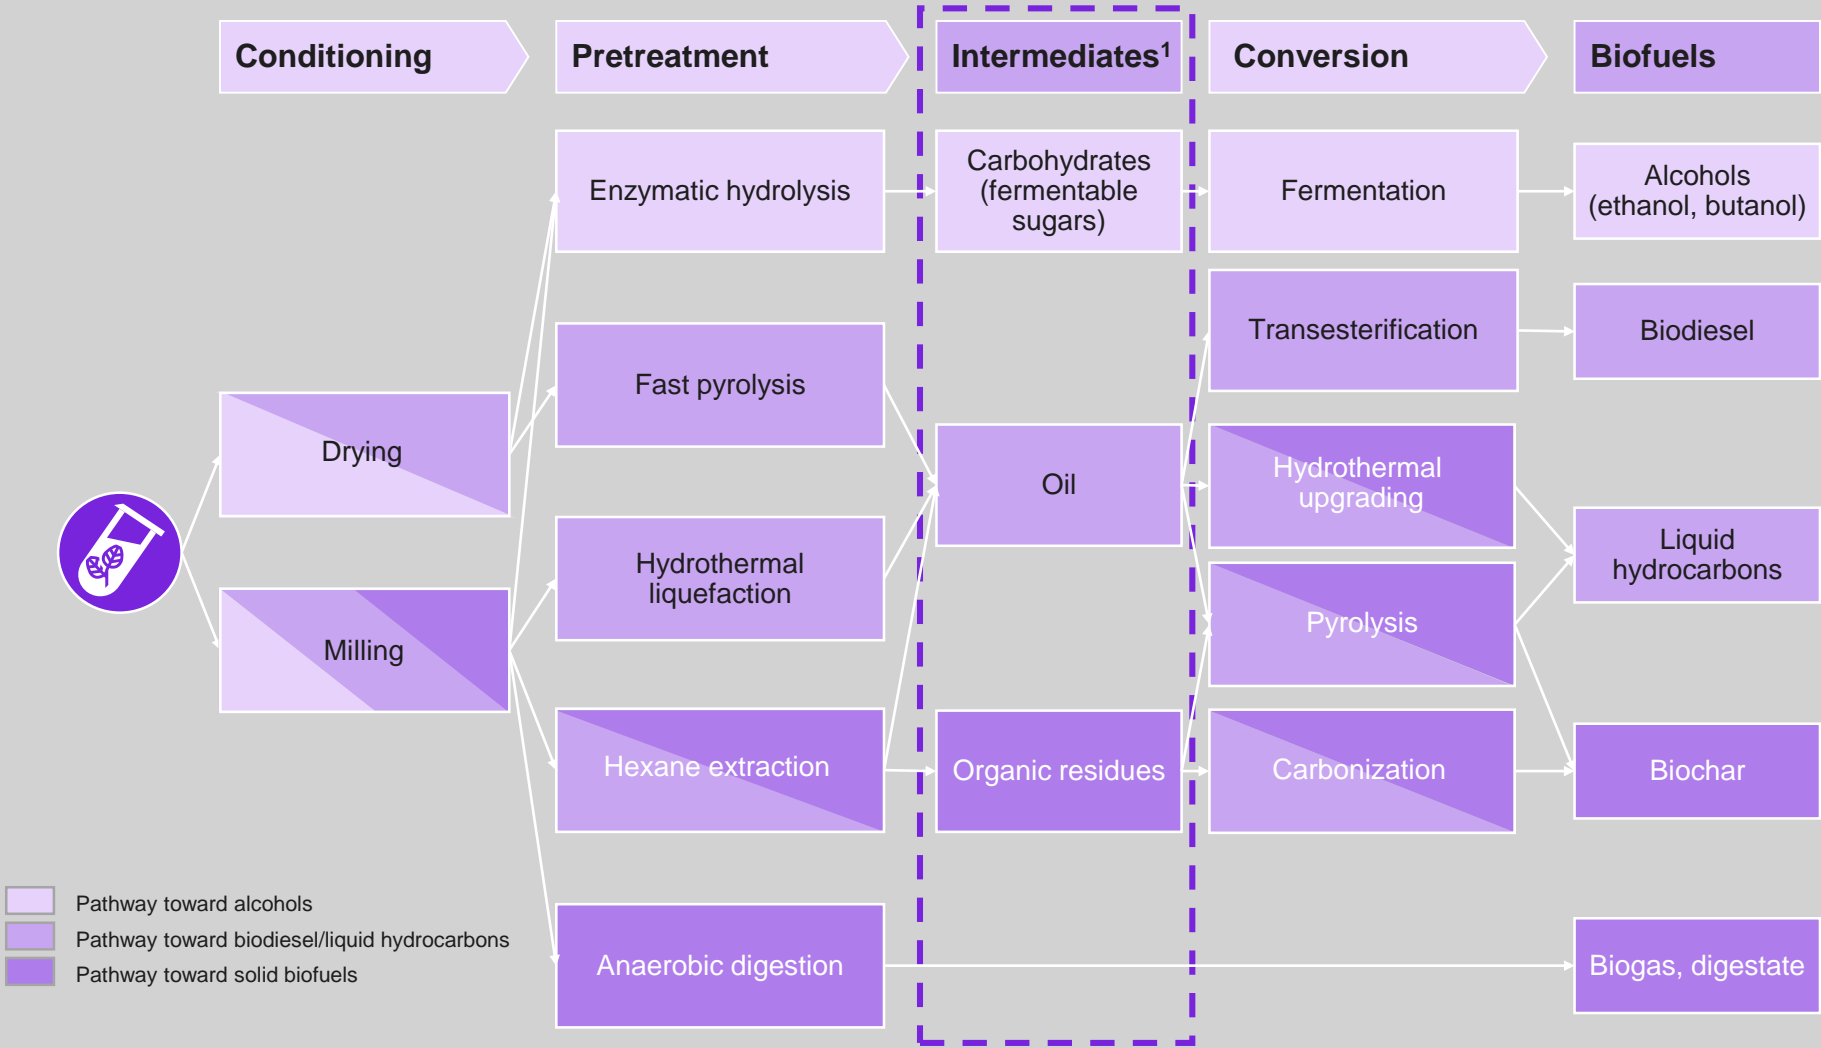 Conditioning
Pretreatment
Intermediates¹
Conversion
Biofuels
Enzymatic hydrolysis
Carbohydrates
(fermentable
sugars)
Fermentation
Alcohols
(ethanol, butanol)
Transesterification
Biodiesel
Fast pyrolysis
Drying
Oil
Hydrothermal
upgrading
Hydrothermal
liquefaction
Liquid
hydrocarbons
Milling
Pyrolysis
Hexane extraction
Organic residues
Carbonization
Biochar
Anaerobic digestion
Biogas, digestate
Pathway toward alcohols
Pathway toward biodiesel/liquid hydrocarbons
Pathway toward solid biofuels